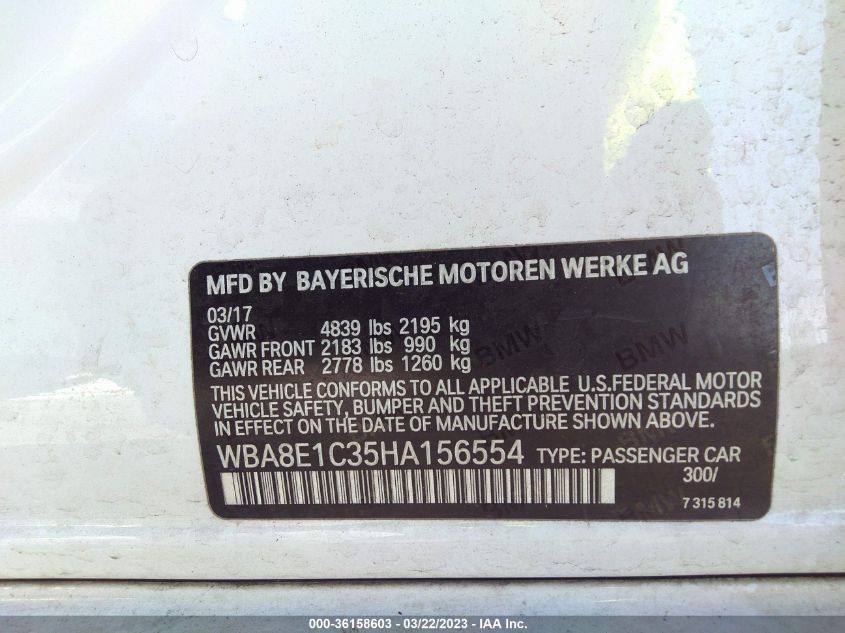 MFD BY BAYERISCHE MOTOREN WERKE AG
03/17
GVWR 4839 lbs 2195 kg
GAWR FRONT 2183 lbs 990 kg
GAWR REAR 2778 lbs 1260 kg
THIS VEHICLE CONFORMS TO ALL APPLICABLE U.S.FEDERAL MOTOR
VEHICLE SAFETY, BUMPER AND THEFT PREVENTION STANDARDS
IN EFFECT ON THE DATE OF MANUFACTURE SHOWN ABOVE.
WBA8E1C35HA156554 TYPE: PASSENGER CAR
300/
7 315 814
BMW
BMW
BMW
000-36158603 - 03/22/2023 - IAA Inc.